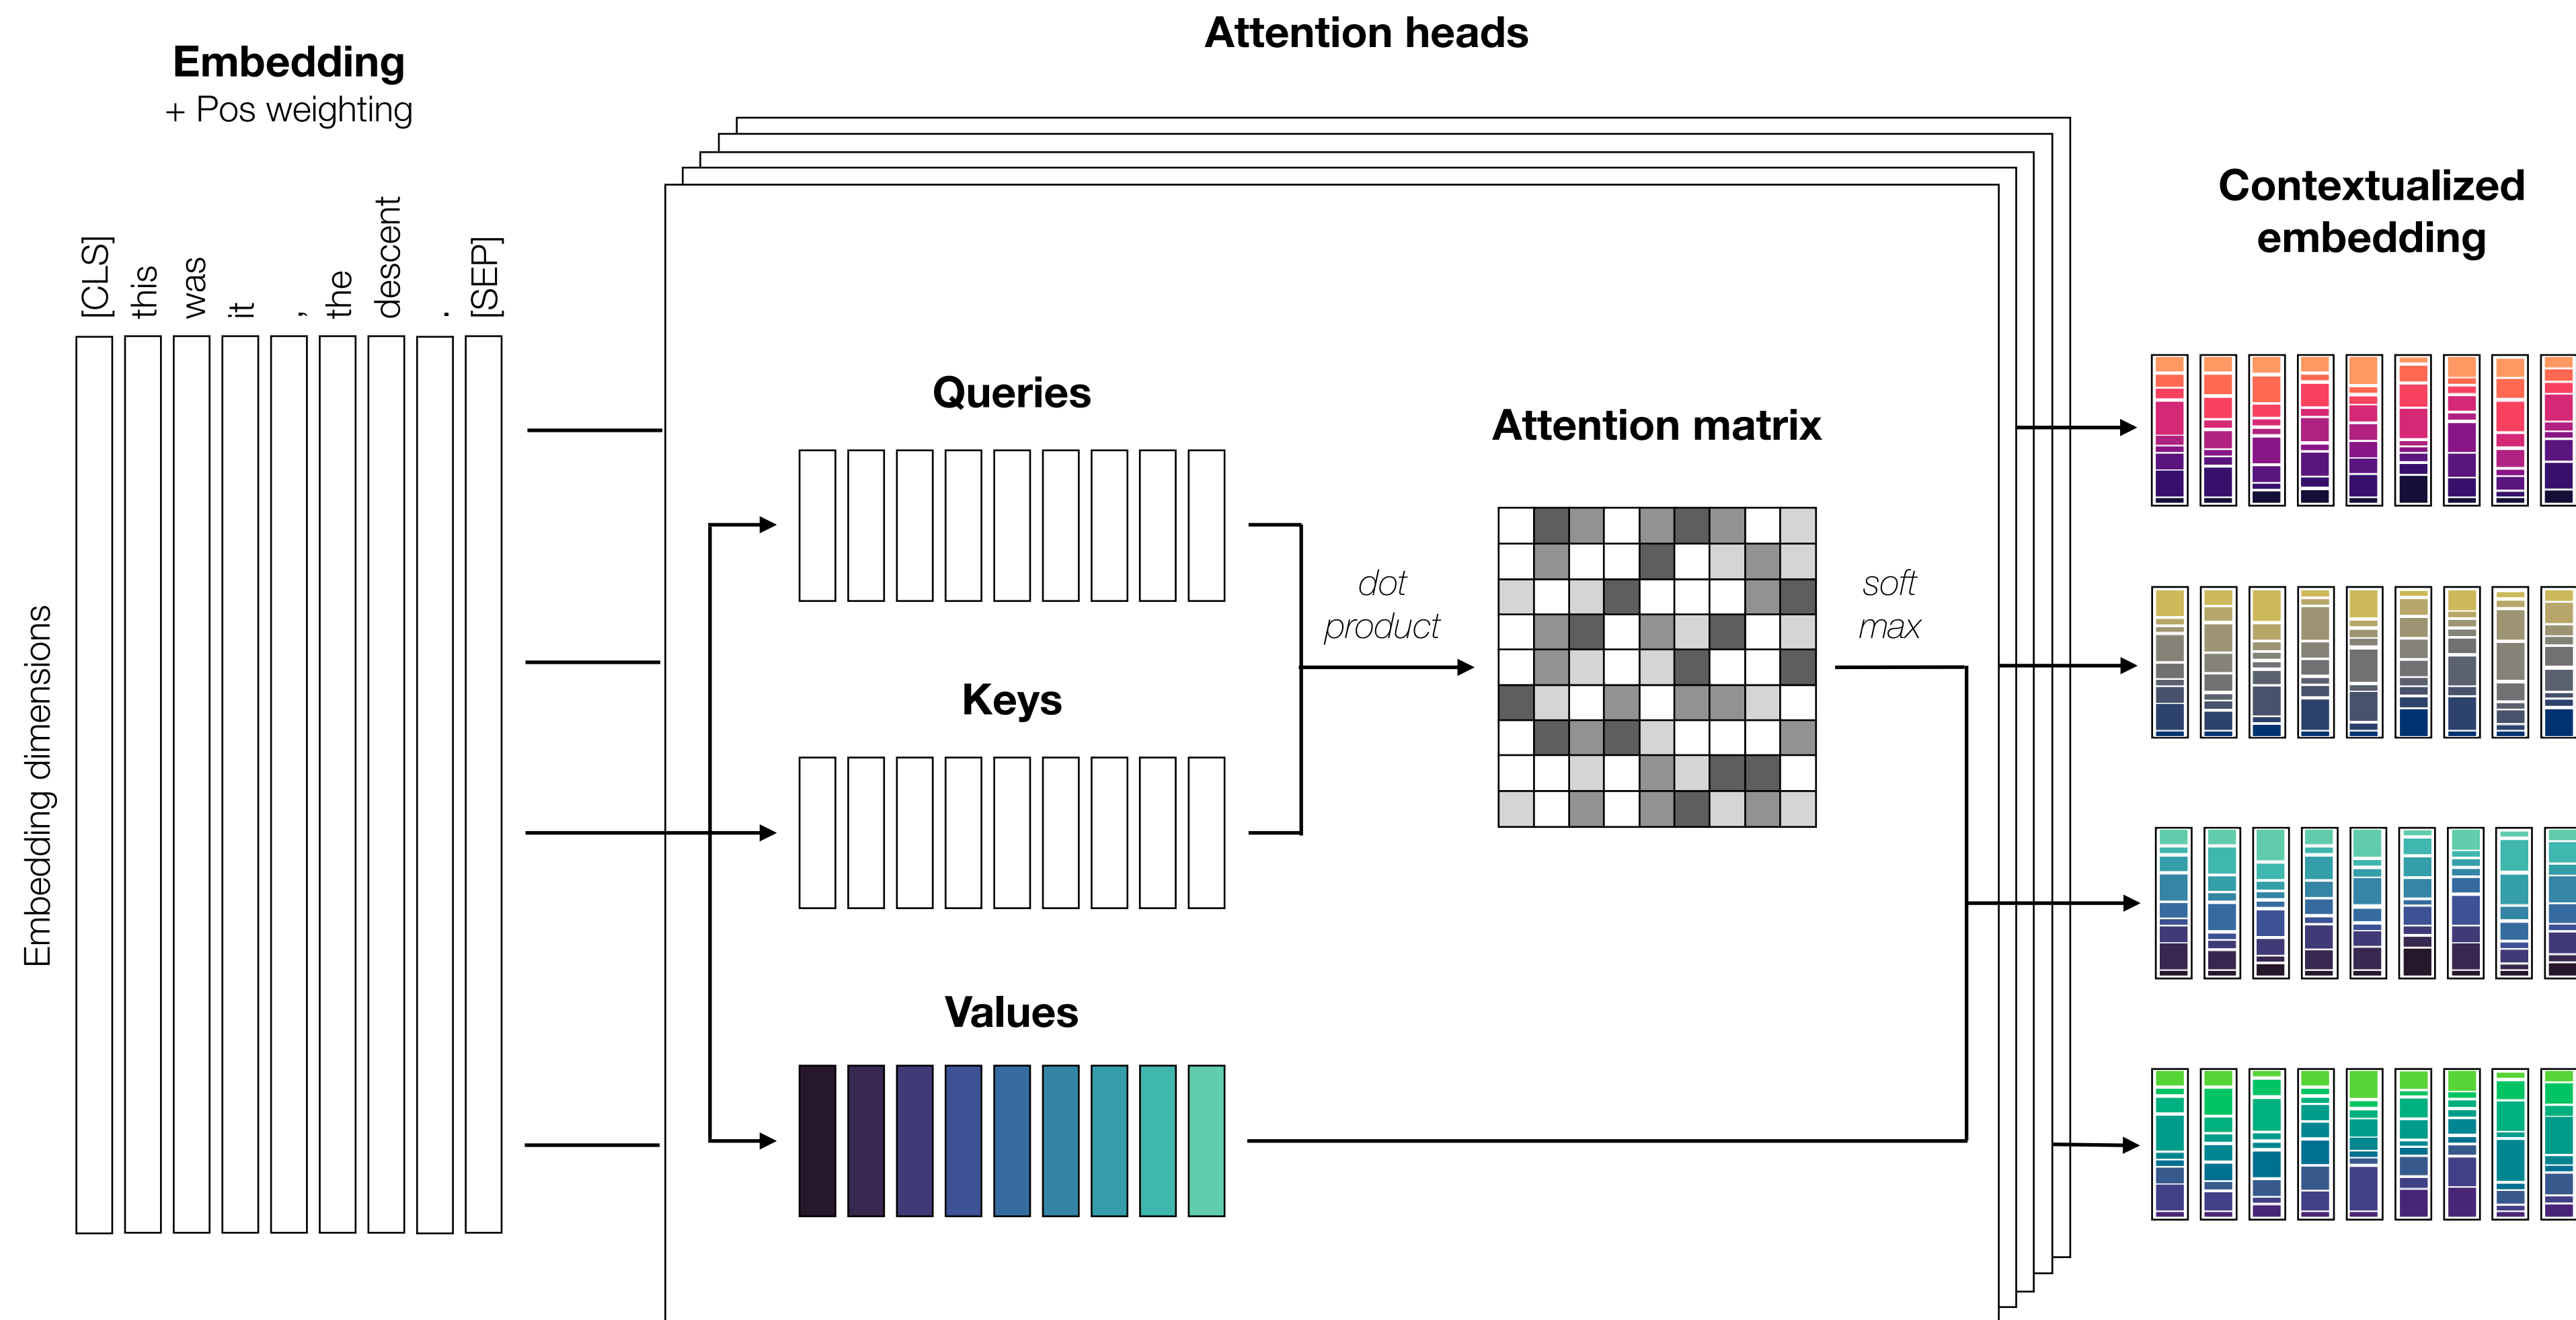 Attention heads
Embedding
+ Pos weighting
Contextualized
embedding
[CLS]
this
was
it
,
the
descent
.
[SEP]
Embedding dimensions
Queries
Keys
Values
dot
product
Attention matrix
soft
max